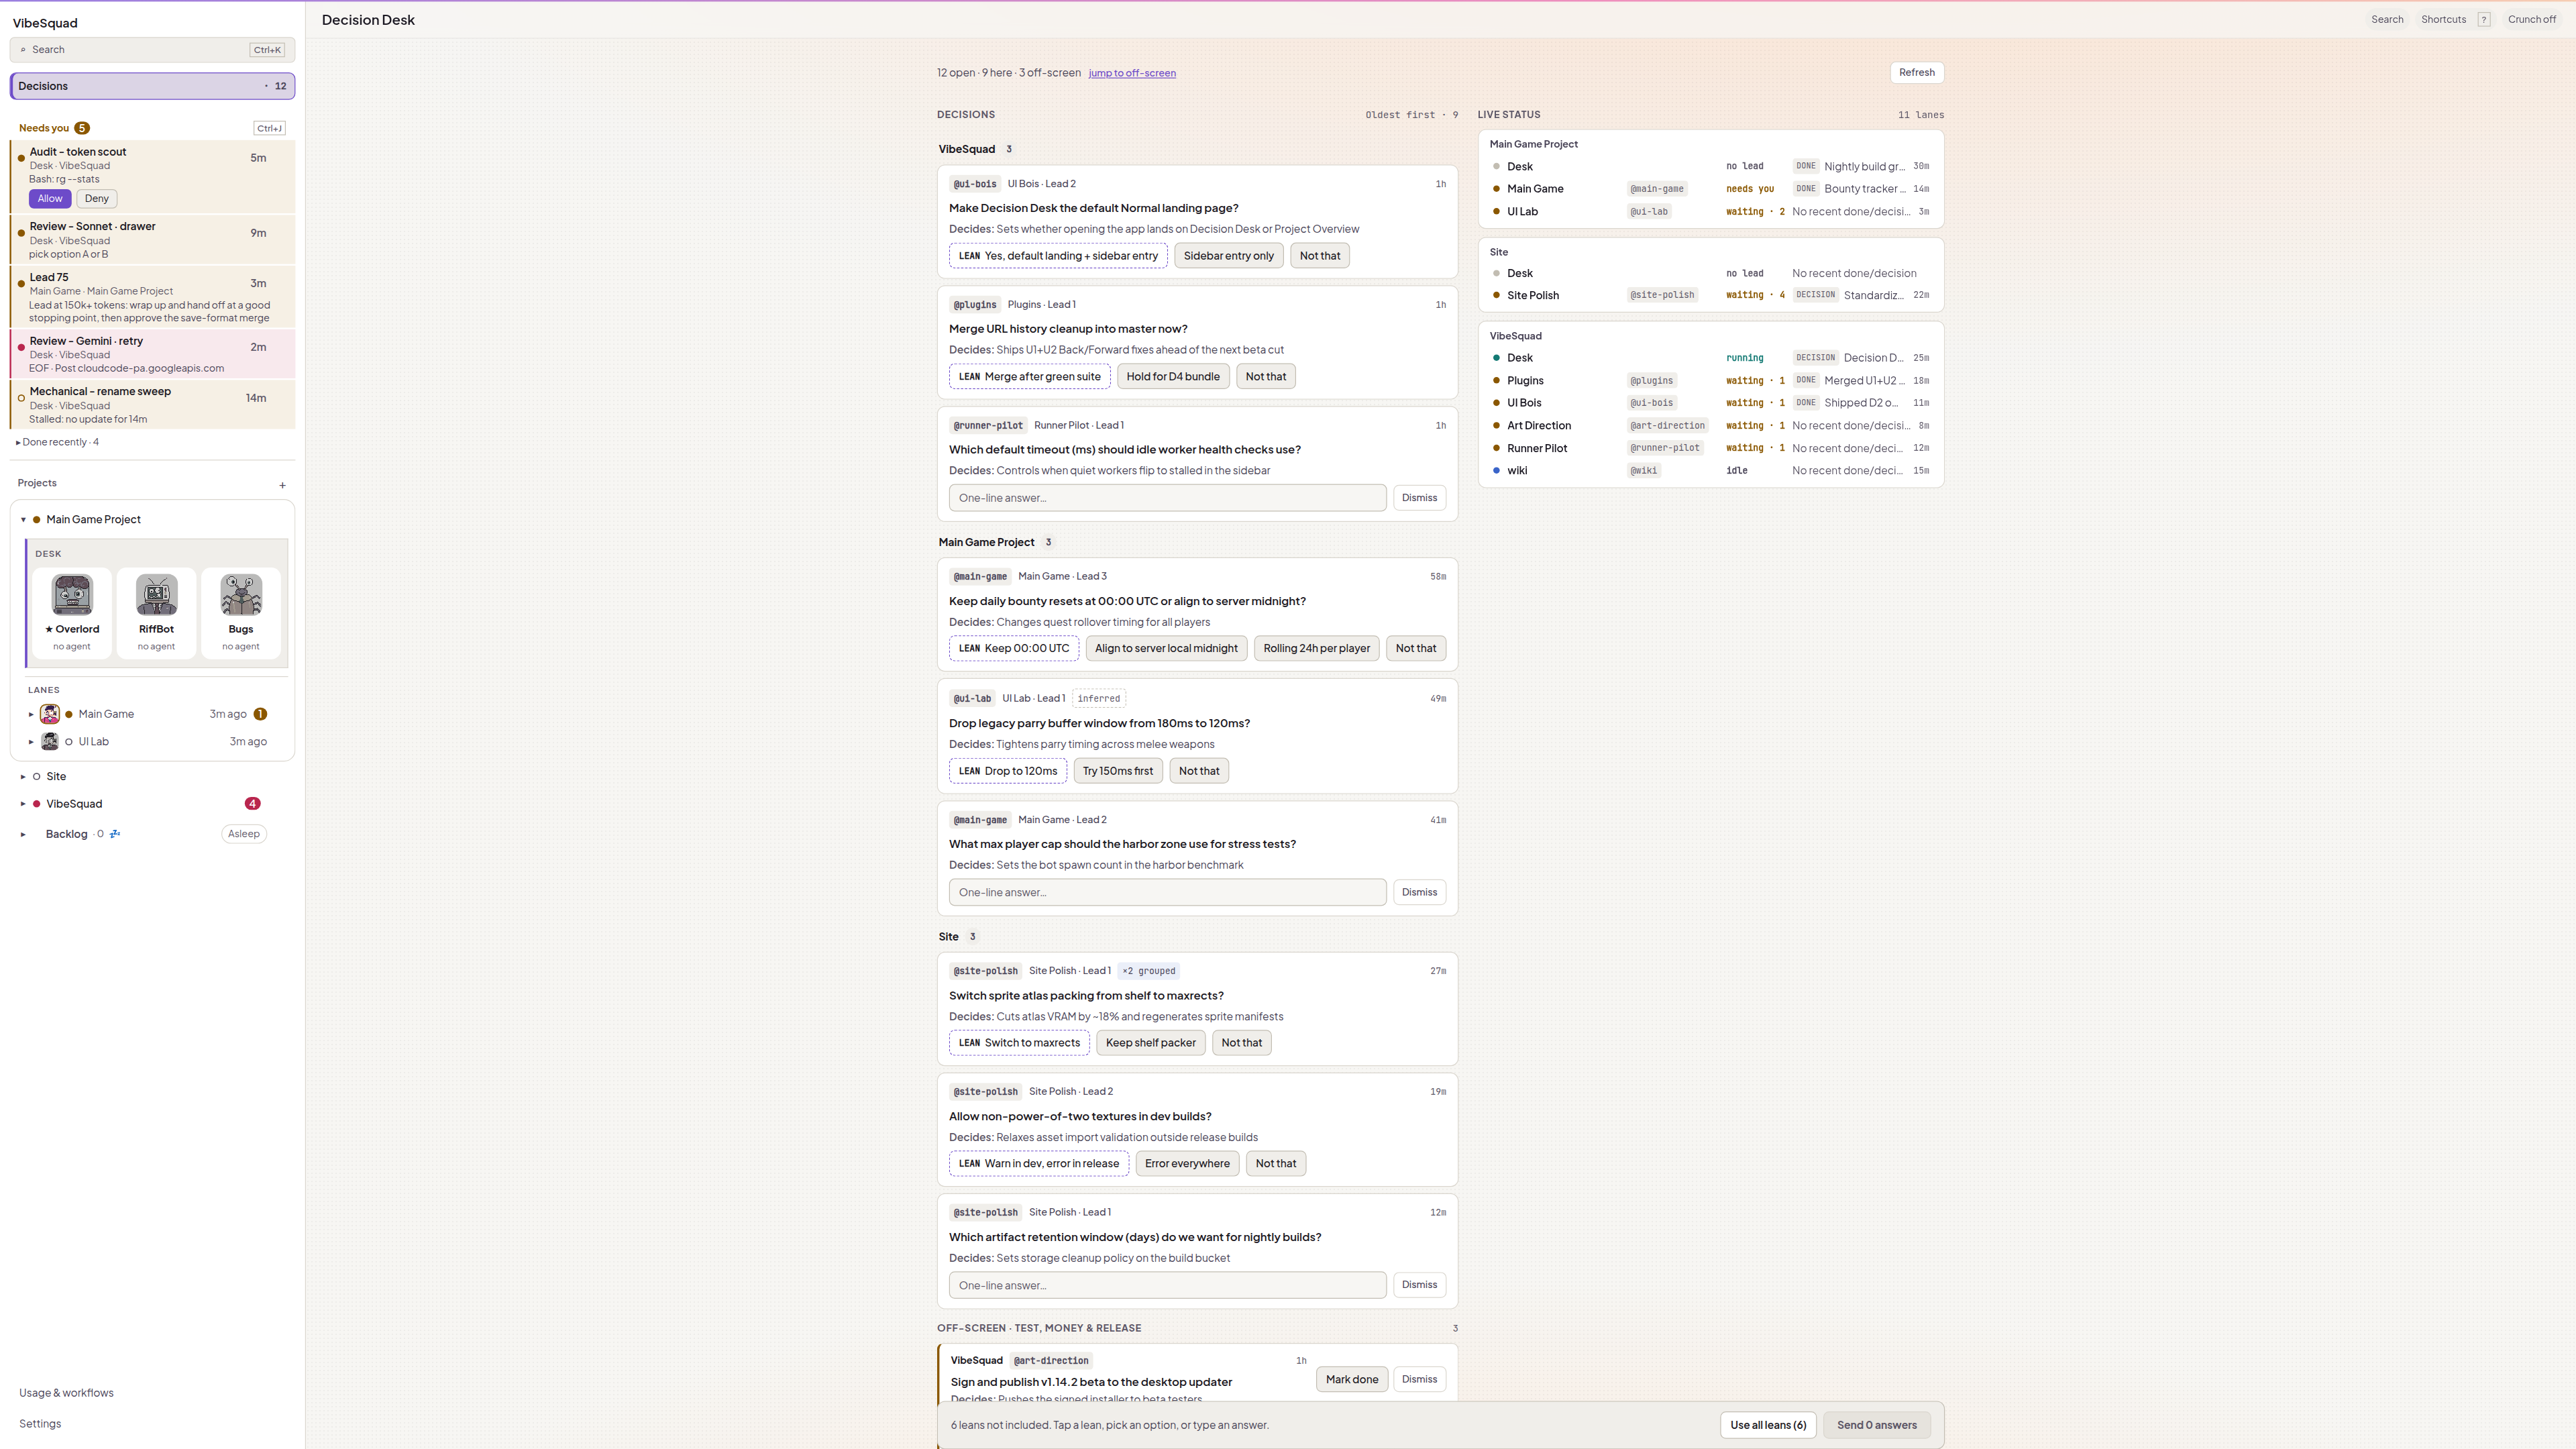 VibeSquad
Search Ctrl+K
Decisions · 12
Needs you 5 Ctrl+J
Audit – token scout 5m
Desk · VibeSquad
Bash: rg --stats
Allow Deny
Review – Sonnet · drawer 9m
Desk · VibeSquad
pick option A or B
Lead 75 3m
Main Game · Main Game Project
Lead at 150k+ tokens: wrap up and hand off at a good
stopping point, then approve the save-format merge
Review – Gemini · retry 2m
Desk · VibeSquad
EOF · Post cloudcode-pa.googleapis.com
Mechanical – rename sweep 14m
Desk · VibeSquad
Stalled: no update for 14m
▸ Done recently · 4
Projects +
▾ Main Game Project
DESK
★ Overlord RiffBot Bugs
no agent no agent no agent
LANES
▸ Main Game 3m ago 1
▸ UI Lab 3m ago
▸ Site
▸ VibeSquad 4
▸ Backlog · 0 💤 Asleep
Usage & workflows
Settings
Decision Desk
Search Shortcuts ? Crunch off
12 open · 9 here · 3 off-screen jump to off-screen Refresh
DECISIONS Oldest first · 9
VibeSquad 3
@ui-bois UI Bois · Lead 2 1h
Make Decision Desk the default Normal landing page?
Decides: Sets whether opening the app lands on Decision Desk or Project Overview
LEAN Yes, default landing + sidebar entry Sidebar entry only Not that
@plugins Plugins · Lead 1 1h
Merge URL history cleanup into master now?
Decides: Ships U1+U2 Back/Forward fixes ahead of the next beta cut
LEAN Merge after green suite Hold for D4 bundle Not that
@runner-pilot Runner Pilot · Lead 1 1h
Which default timeout (ms) should idle worker health checks use?
Decides: Controls when quiet workers flip to stalled in the sidebar
One-line answer… Dismiss
Main Game Project 3
@main-game Main Game · Lead 3 58m
Keep daily bounty resets at 00:00 UTC or align to server midnight?
Decides: Changes quest rollover timing for all players
LEAN Keep 00:00 UTC Align to server local midnight Rolling 24h per player Not that
@ui-lab UI Lab · Lead 1 inferred 49m
Drop legacy parry buffer window from 180ms to 120ms?
Decides: Tightens parry timing across melee weapons
LEAN Drop to 120ms Try 150ms first Not that
@main-game Main Game · Lead 2 41m
What max player cap should the harbor zone use for stress tests?
Decides: Sets the bot spawn count in the harbor benchmark
One-line answer… Dismiss
Site 3
@site-polish Site Polish · Lead 1 ×2 grouped 27m
Switch sprite atlas packing from shelf to maxrects?
Decides: Cuts atlas VRAM by ~18% and regenerates sprite manifests
LEAN Switch to maxrects Keep shelf packer Not that
@site-polish Site Polish · Lead 2 19m
Allow non-power-of-two textures in dev builds?
Decides: Relaxes asset import validation outside release builds
LEAN Warn in dev, error in release Error everywhere Not that
@site-polish Site Polish · Lead 1 12m
Which artifact retention window (days) do we want for nightly builds?
Decides: Sets storage cleanup policy on the build bucket
One-line answer… Dismiss
OFF-SCREEN · TEST, MONEY & RELEASE 3
VibeSquad @art-direction 1h
Sign and publish v1.14.2 beta to the desktop updater
Mark done Dismiss
Decides: Pushes the signed installer to beta testers
6 leans not included. Tap a lean, pick an option, or type an answer. Use all leans (6) Send 0 answers
LIVE STATUS 11 lanes
Main Game Project
Desk no lead DONE Nightly build gr… 30m
Main Game @main-game needs you DONE Bounty tracker … 14m
UI Lab @ui-lab waiting · 2 No recent done/decisi… 3m
Site
Desk no lead No recent done/decision
Site Polish @site-polish waiting · 4 DECISION Standardiz… 22m
VibeSquad
Desk running DECISION Decision D… 25m
Plugins @plugins waiting · 1 DONE Merged U1+U2 … 18m
UI Bois @ui-bois waiting · 1 DONE Shipped D2 o… 11m
Art Direction @art-direction waiting · 1 No recent done/decisi… 8m
Runner Pilot @runner-pilot waiting · 1 No recent done/deci… 12m
wiki @wiki idle No recent done/deci… 15m